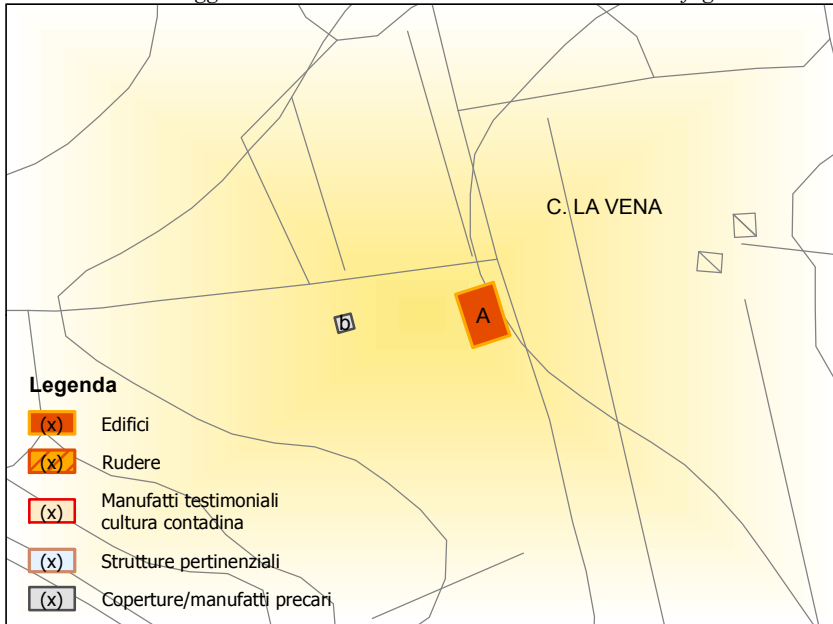 C. LA VENA
A
b
Legenda
(x) Edifici
(x) Rudere
(x) Manufatti testimoniali
cultura contadina
(x) Strutture pertinenziali
(x) Coperture/manufatti precari